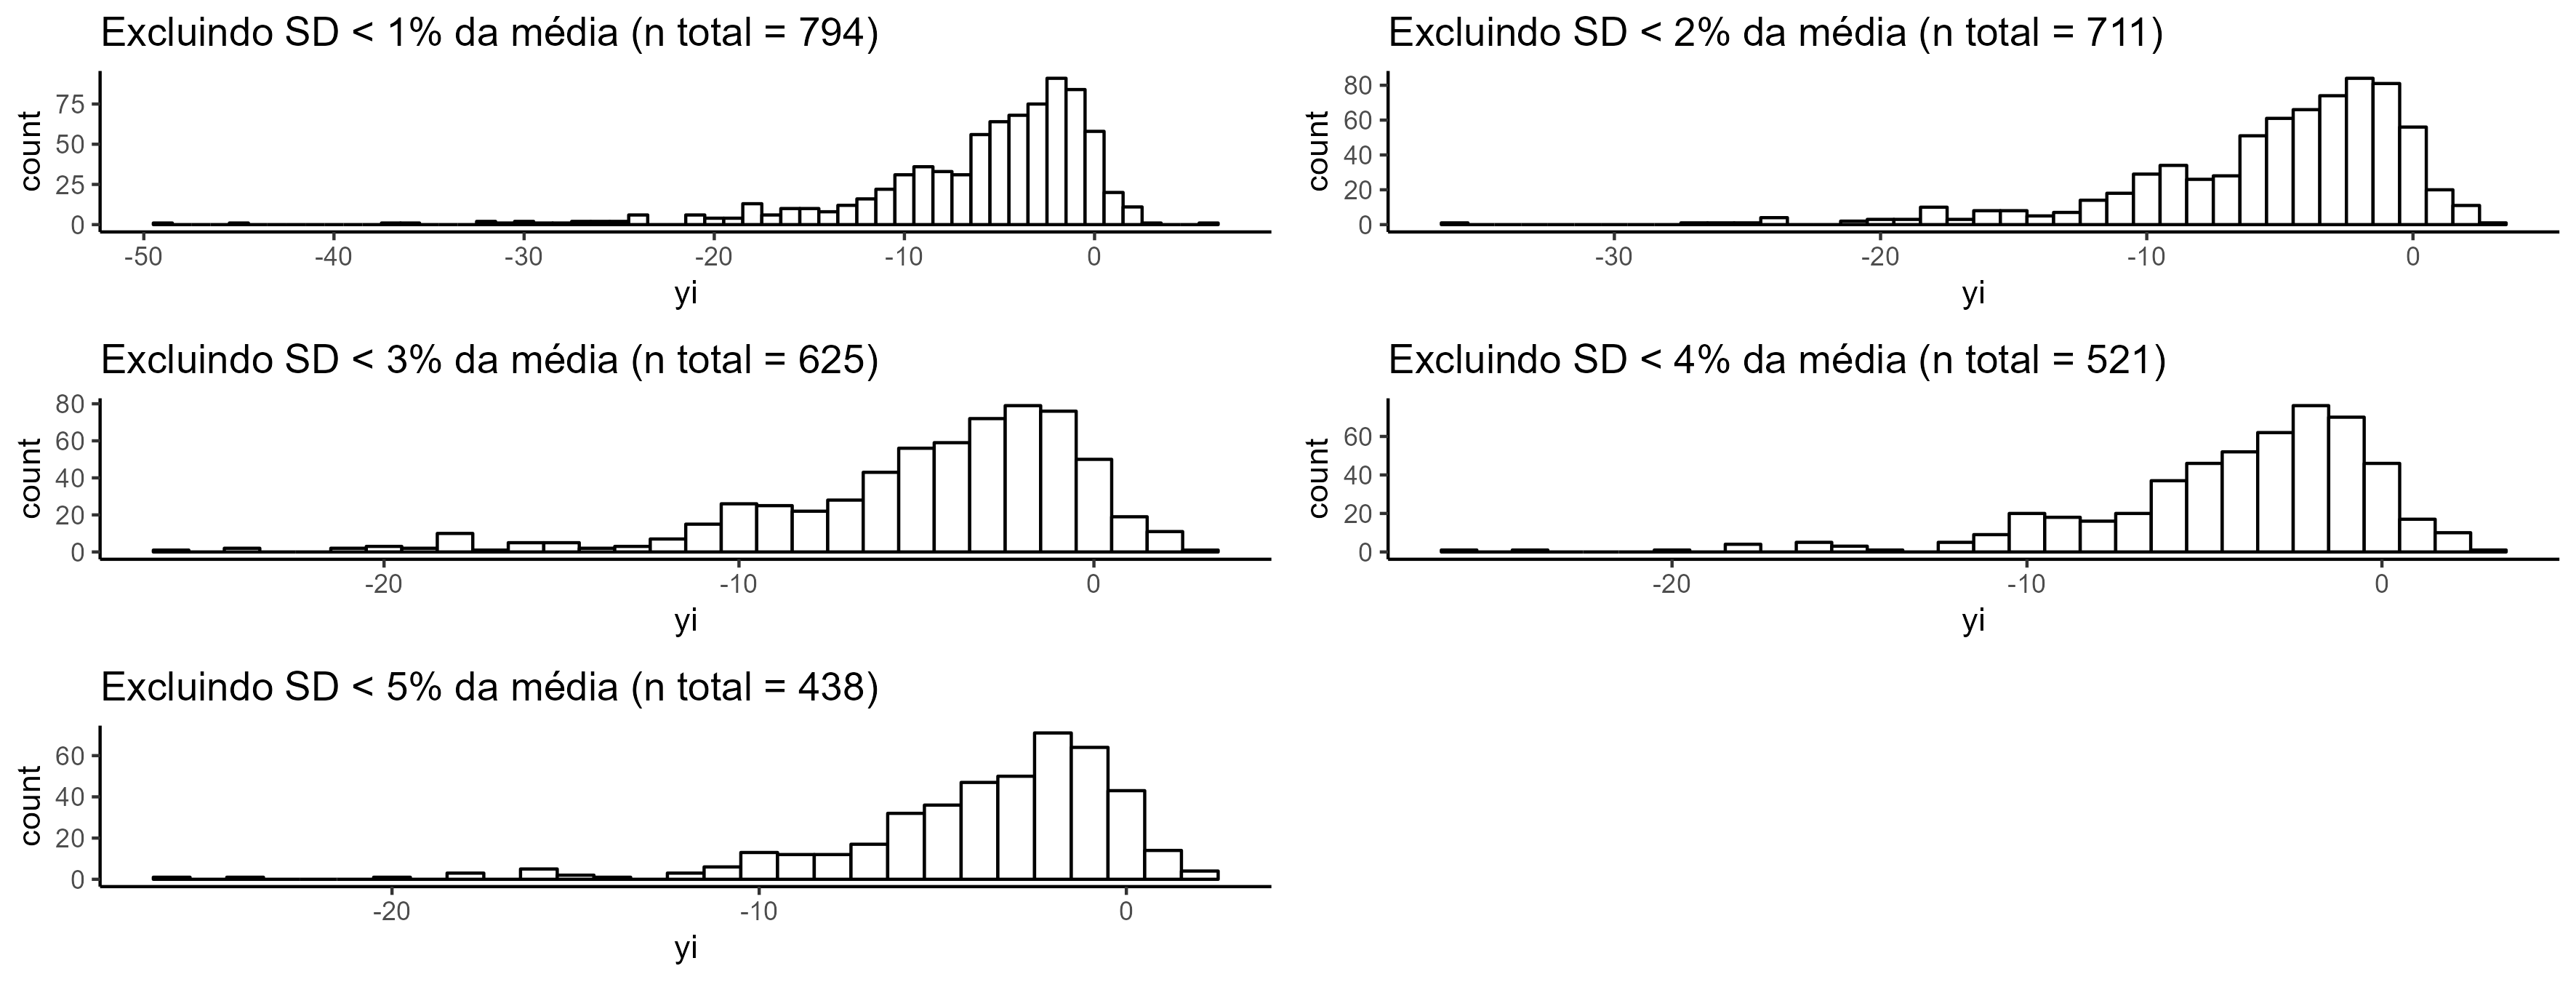 Excluindo SD < 1% da média (n total = 794)
count
75
50
25
0
-50 -40 -30 -20 -10 0
yi
Excluindo SD < 2% da média (n total = 711)
count
80
60
40
20
0
-30 -20 -10 0
yi
Excluindo SD < 3% da média (n total = 625)
count
80
60
40
20
0
-20 -10 0
yi
Excluindo SD < 4% da média (n total = 521)
count
60
40
20
0
-20 -10 0
yi
Excluindo SD < 5% da média (n total = 438)
count
60
40
20
0
-20 -10 0
yi